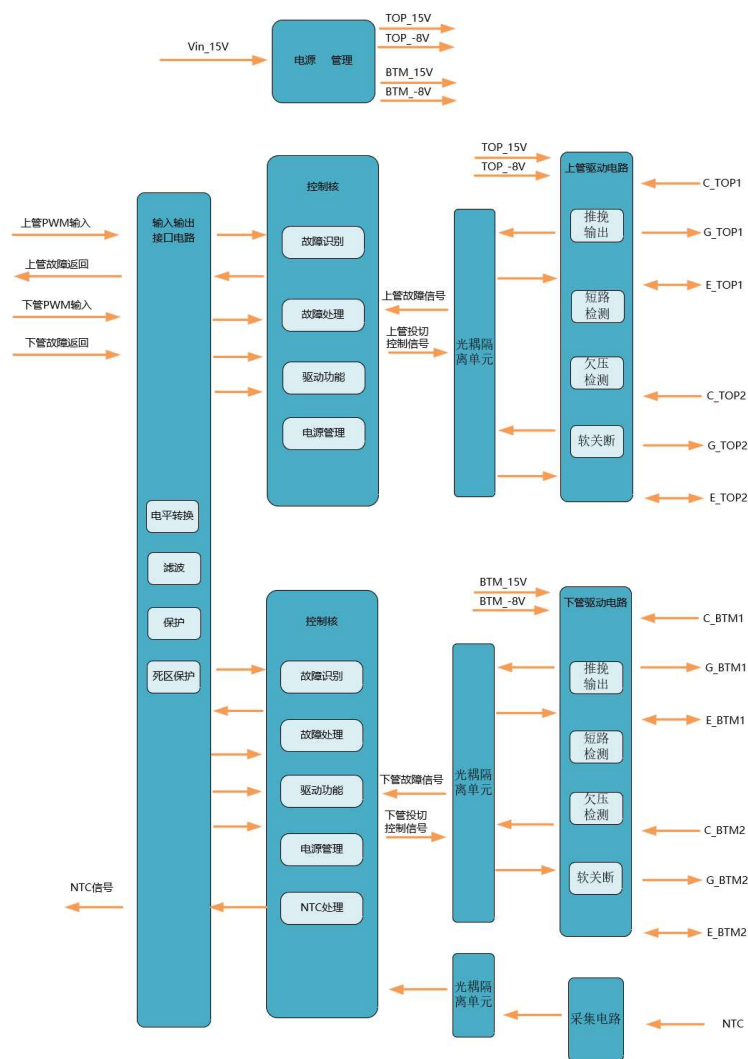 TOP_15V
TOP_-8V
Vin_15V
电源 管理
BTM_15V
BTM_-8V
TOP_15V
TOP_-8V
控制核
上管驱动电路
C_TOP1
输入输出
接口电路
上管PWM输入
故障识别
推挽
输出
G_TOP1
上管故障返回
E_TOP1
上管故障信号
短路
检测
下管PWM输入
故障处理
上管投切
控制信号
光耦隔
离单元
下管故障返回
驱动功能
欠压
检测
C_TOP2
电源管理
软关断
G_TOP2
E_TOP2
电平转换
滤波
保护
死区保护
BTM_15V
BTM_-8V
控制核
下管驱动电路
C_BTM1
故障识别
推挽
输出
G_BTM1
E_BTM1
故障处理
短路
检测
下管故障信号
光耦隔
离单元
驱动功能
欠压
检测
下管投切
控制信号
C_BTM2
电源管理
软关断
G_BTM2
NTC信号
NTC处理
E_BTM2
光耦隔
离单元
采集电路
NTC